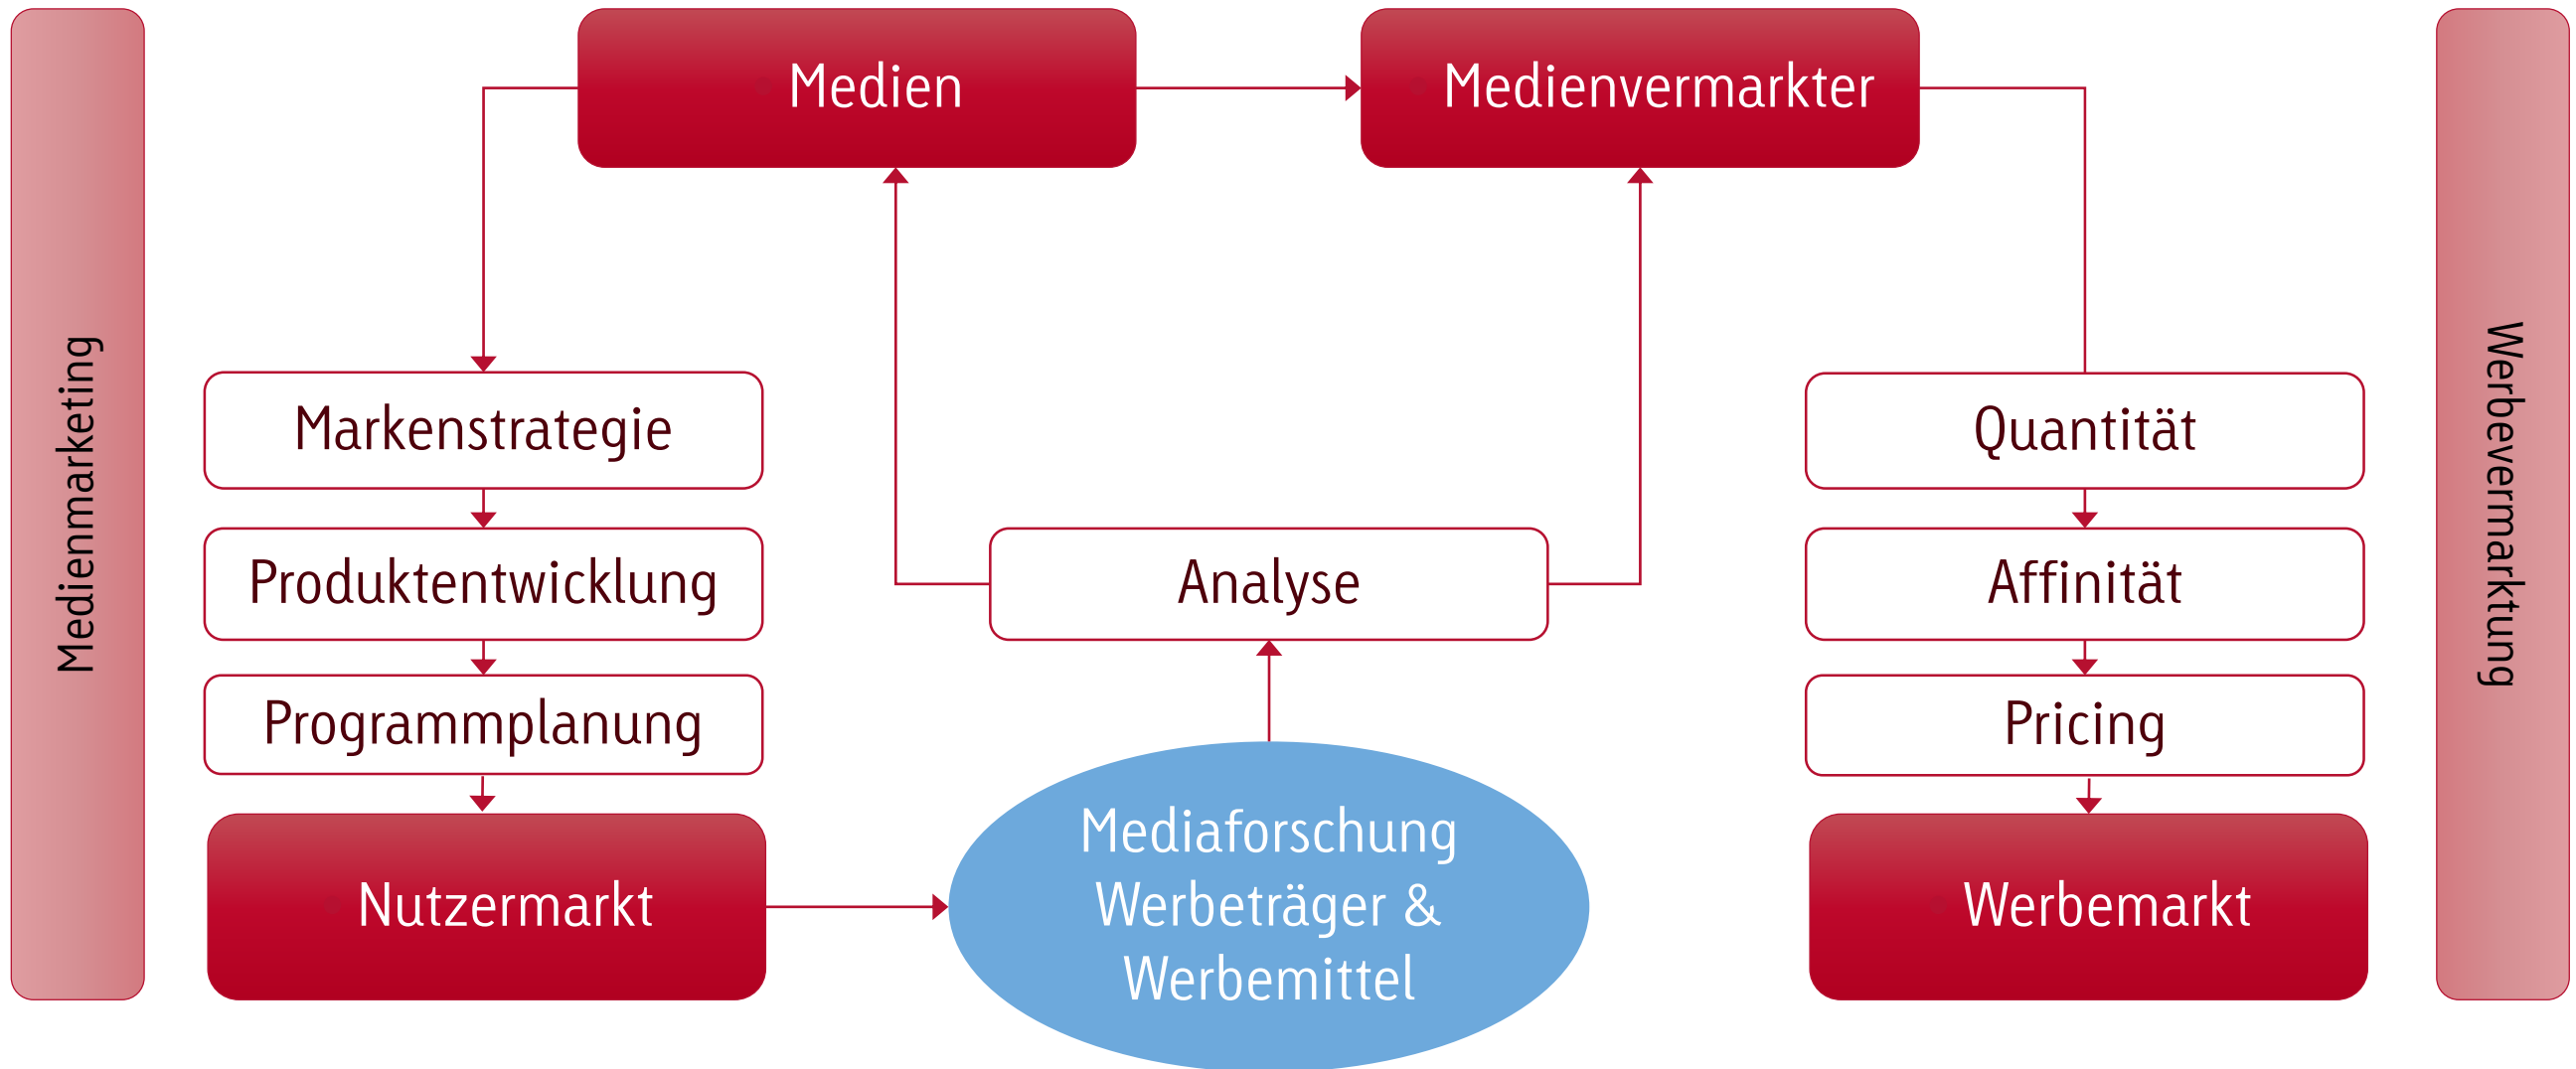 Medienmarketing
Medien
Medienvermarkter
Markenstrategie
Produktentwicklung
Programmplanung
Nutzermarkt
Analyse
Mediaforschung
Werbeträger &
Werbemittel
Quantität
Affinität
Pricing
Werbemarkt
Werbevermarktung